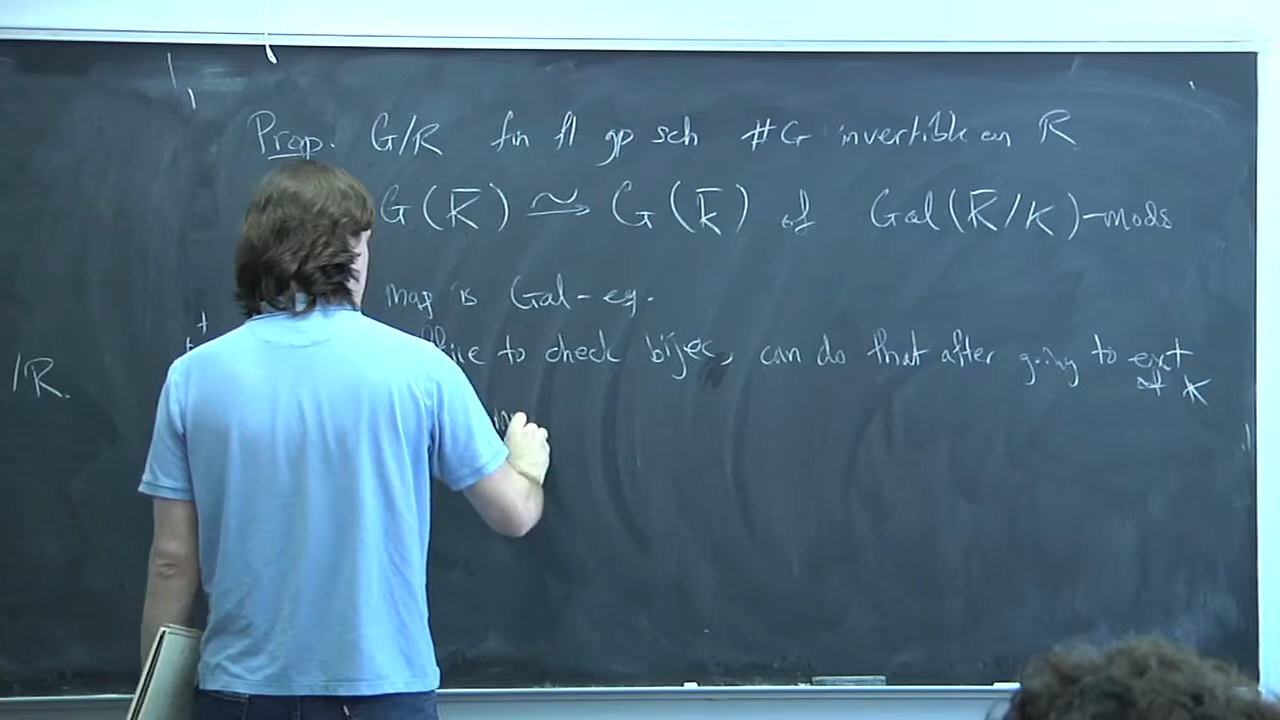 Prop. G/R fin fl gp sch #G invertible on R
G(K̄) ⥲ G(k̄) of Gal(K̄/K)-mods
map is Gal-eq.
to check bijec, can do that after going to ext of K
/R.